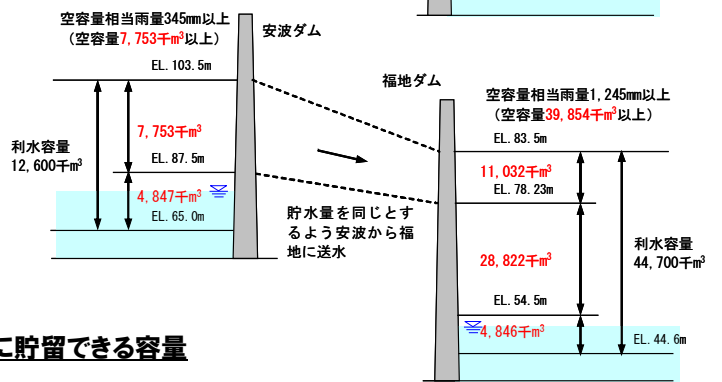 空容量相当雨量345mm以上
（空容量7,753千m³以上）
安波ダム
EL. 103.5m
利水容量
12,600千m³
7,753千m³
EL. 87.5m
4,847千m³
EL. 65.0m
貯水量を同じとす
るよう安波から福
地に送水
福地ダム
空容量相当雨量1,245mm以上
（空容量39,854千m³以上）
EL. 83.5m
11,032千m³
EL. 78.23m
28,822千m³
利水容量
44,700千m³
EL. 54.5m
4,846千m³
EL. 44.6m
に貯留できる容量